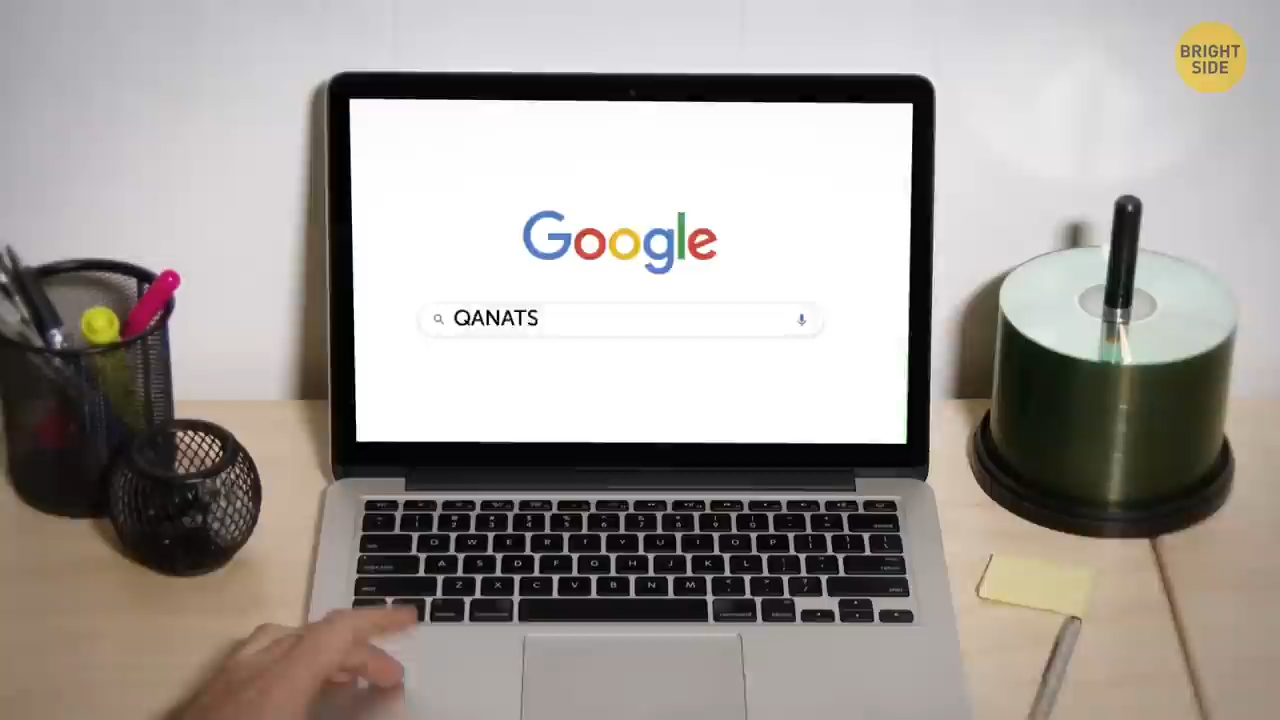 BRIGHT
SIDE
Google
QANATS
Q W E R T Y U I O P
A S D F G H J K L
Z X C V B N M